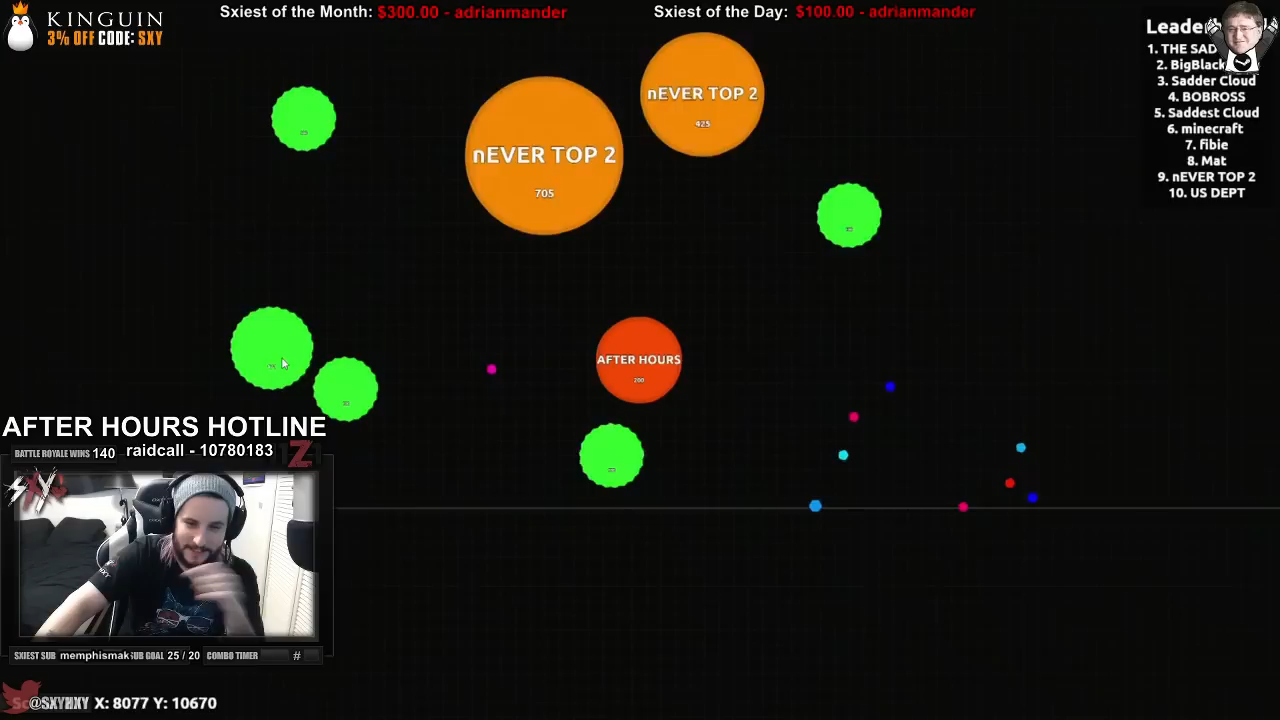 KINGUIN
3% OFF CODE: SXY
Sxiest of the Month: $300.00 - adrianmander
Sxiest of the Day: $100.00 - adrianmander
1. THE SAD
2. BigBlack
3. Sadder Cloud
4. BOBROSS
5. Saddest Cloud
6. minecraft
7. fibie
8. Mat
9. nEVER TOP 2
10. US DEPT
nEVER TOP 2
425
nEVER TOP 2
705
AFTER HOURS
200
AFTER HOURS HOTLINE
BATTLE ROYALE WINS 140
raidcall - 10780183
Z
SXY
SXIEST SUB memphismak SUB GOAL 25 / 20 COMBO TIMER #
@SXYHXY X: 8077 Y: 10670